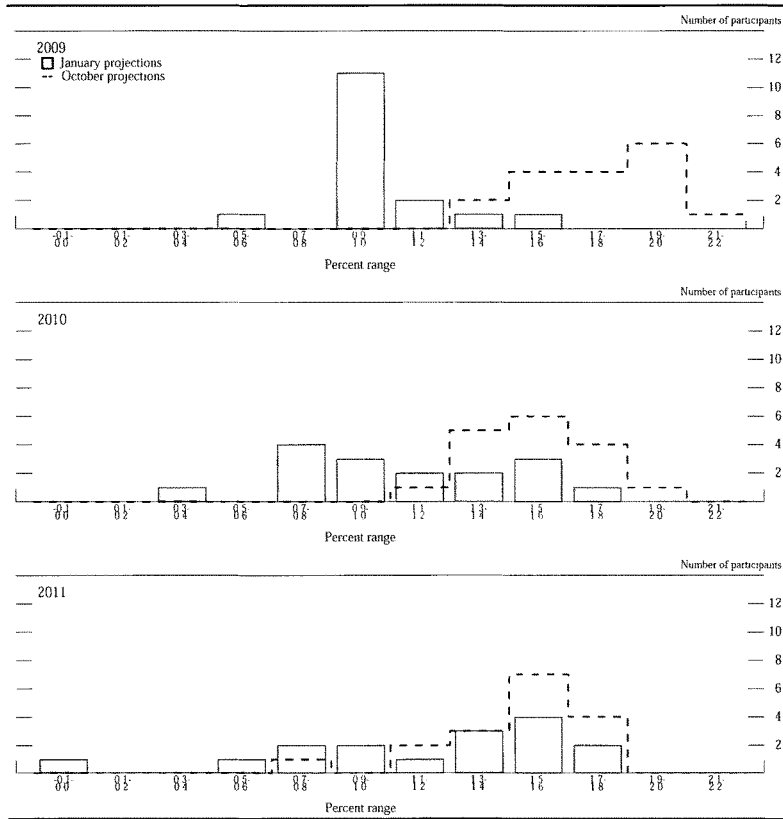 Number of participants
2009
January projections
October projections
12
10
8
6
4
2
-0.1- 0.1- 0.3- 0.5- 0.7- 0.9- 1.1- 1.3- 1.5- 1.7- 1.9- 2.1-
0.0 0.2 0.4 0.6 0.8 1.0 1.2 1.4 1.6 1.8 2.0 2.2
Percent range
Number of participants
2010
12
10
8
6
4
2
-0.1- 0.1- 0.3- 0.5- 0.7- 0.9- 1.1- 1.3- 1.5- 1.7- 1.9- 2.1-
0.0 0.2 0.4 0.6 0.8 1.0 1.2 1.4 1.6 1.8 2.0 2.2
Percent range
Number of participants
2011
12
10
8
6
4
2
-0.1- 0.1- 0.3- 0.5- 0.7- 0.9- 1.1- 1.3- 1.5- 1.7- 1.9- 2.1-
0.0 0.2 0.4 0.6 0.8 1.0 1.2 1.4 1.6 1.8 2.0 2.2
Percent range